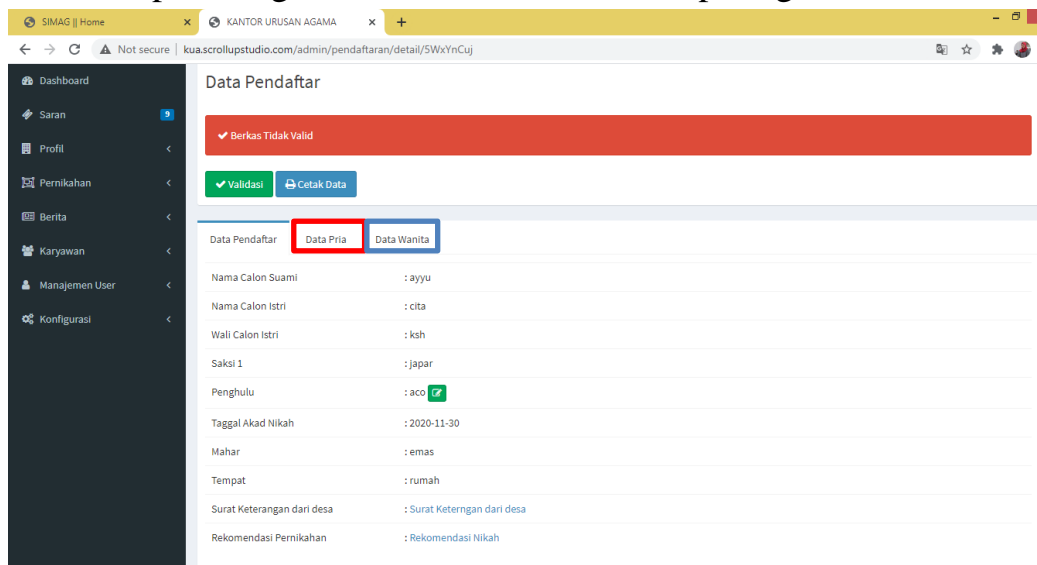 SIMAG || Home
KANTOR URUSAN AGAMA
Not secure | kua.scrollupstudio.com/admin/pendaftaran/detail/5WxYnCuj
Dashboard
Saran 9
Profil
Pernikahan
Berita
Karyawan
Manajemen User
Konfigurasi
Data Pendaftar
Berkas Tidak Valid
Validasi
Cetak Data
Data Pendaftar
Data Pria
Data Wanita
Nama Calon Suami : ayyu
Nama Calon Istri : cita
Wali Calon Istri : ksh
Saksi 1 : japar
Penghulu : aco
Taggal Akad Nikah : 2020-11-30
Mahar : emas
Tempat : rumah
Surat Keterangan dari desa : Surat Keterngan dari desa
Rekomendasi Pernikahan : Rekomendasi Nikah